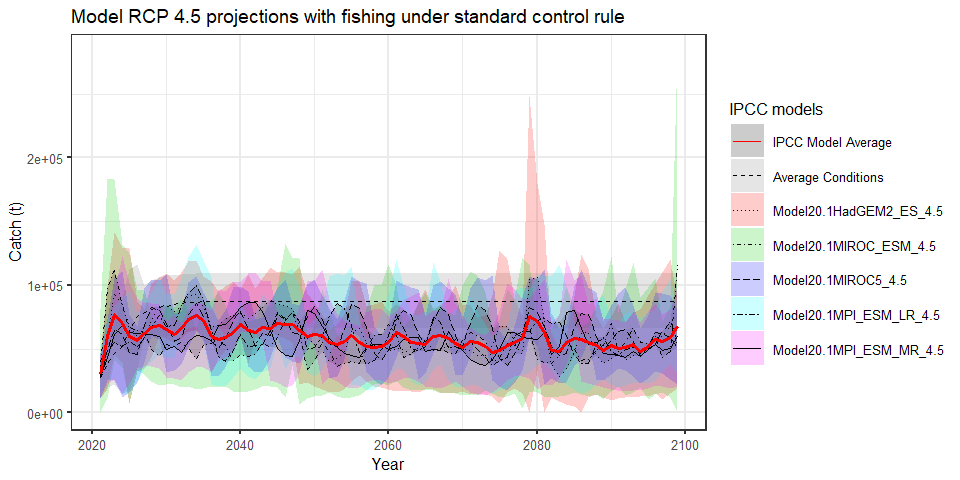 Model RCP 4.5 projections with fishing under standard control rule
Catch (t)
2e+05
1e+05
0e+00
2020 2040 2060 2080 2100
Year
IPCC models
IPCC Model Average
Average Conditions
Model20.1HadGEM2_ES_4.5
Model20.1MIROC_ESM_4.5
Model20.1MIROC5_4.5
Model20.1MPI_ESM_LR_4.5
Model20.1MPI_ESM_MR_4.5